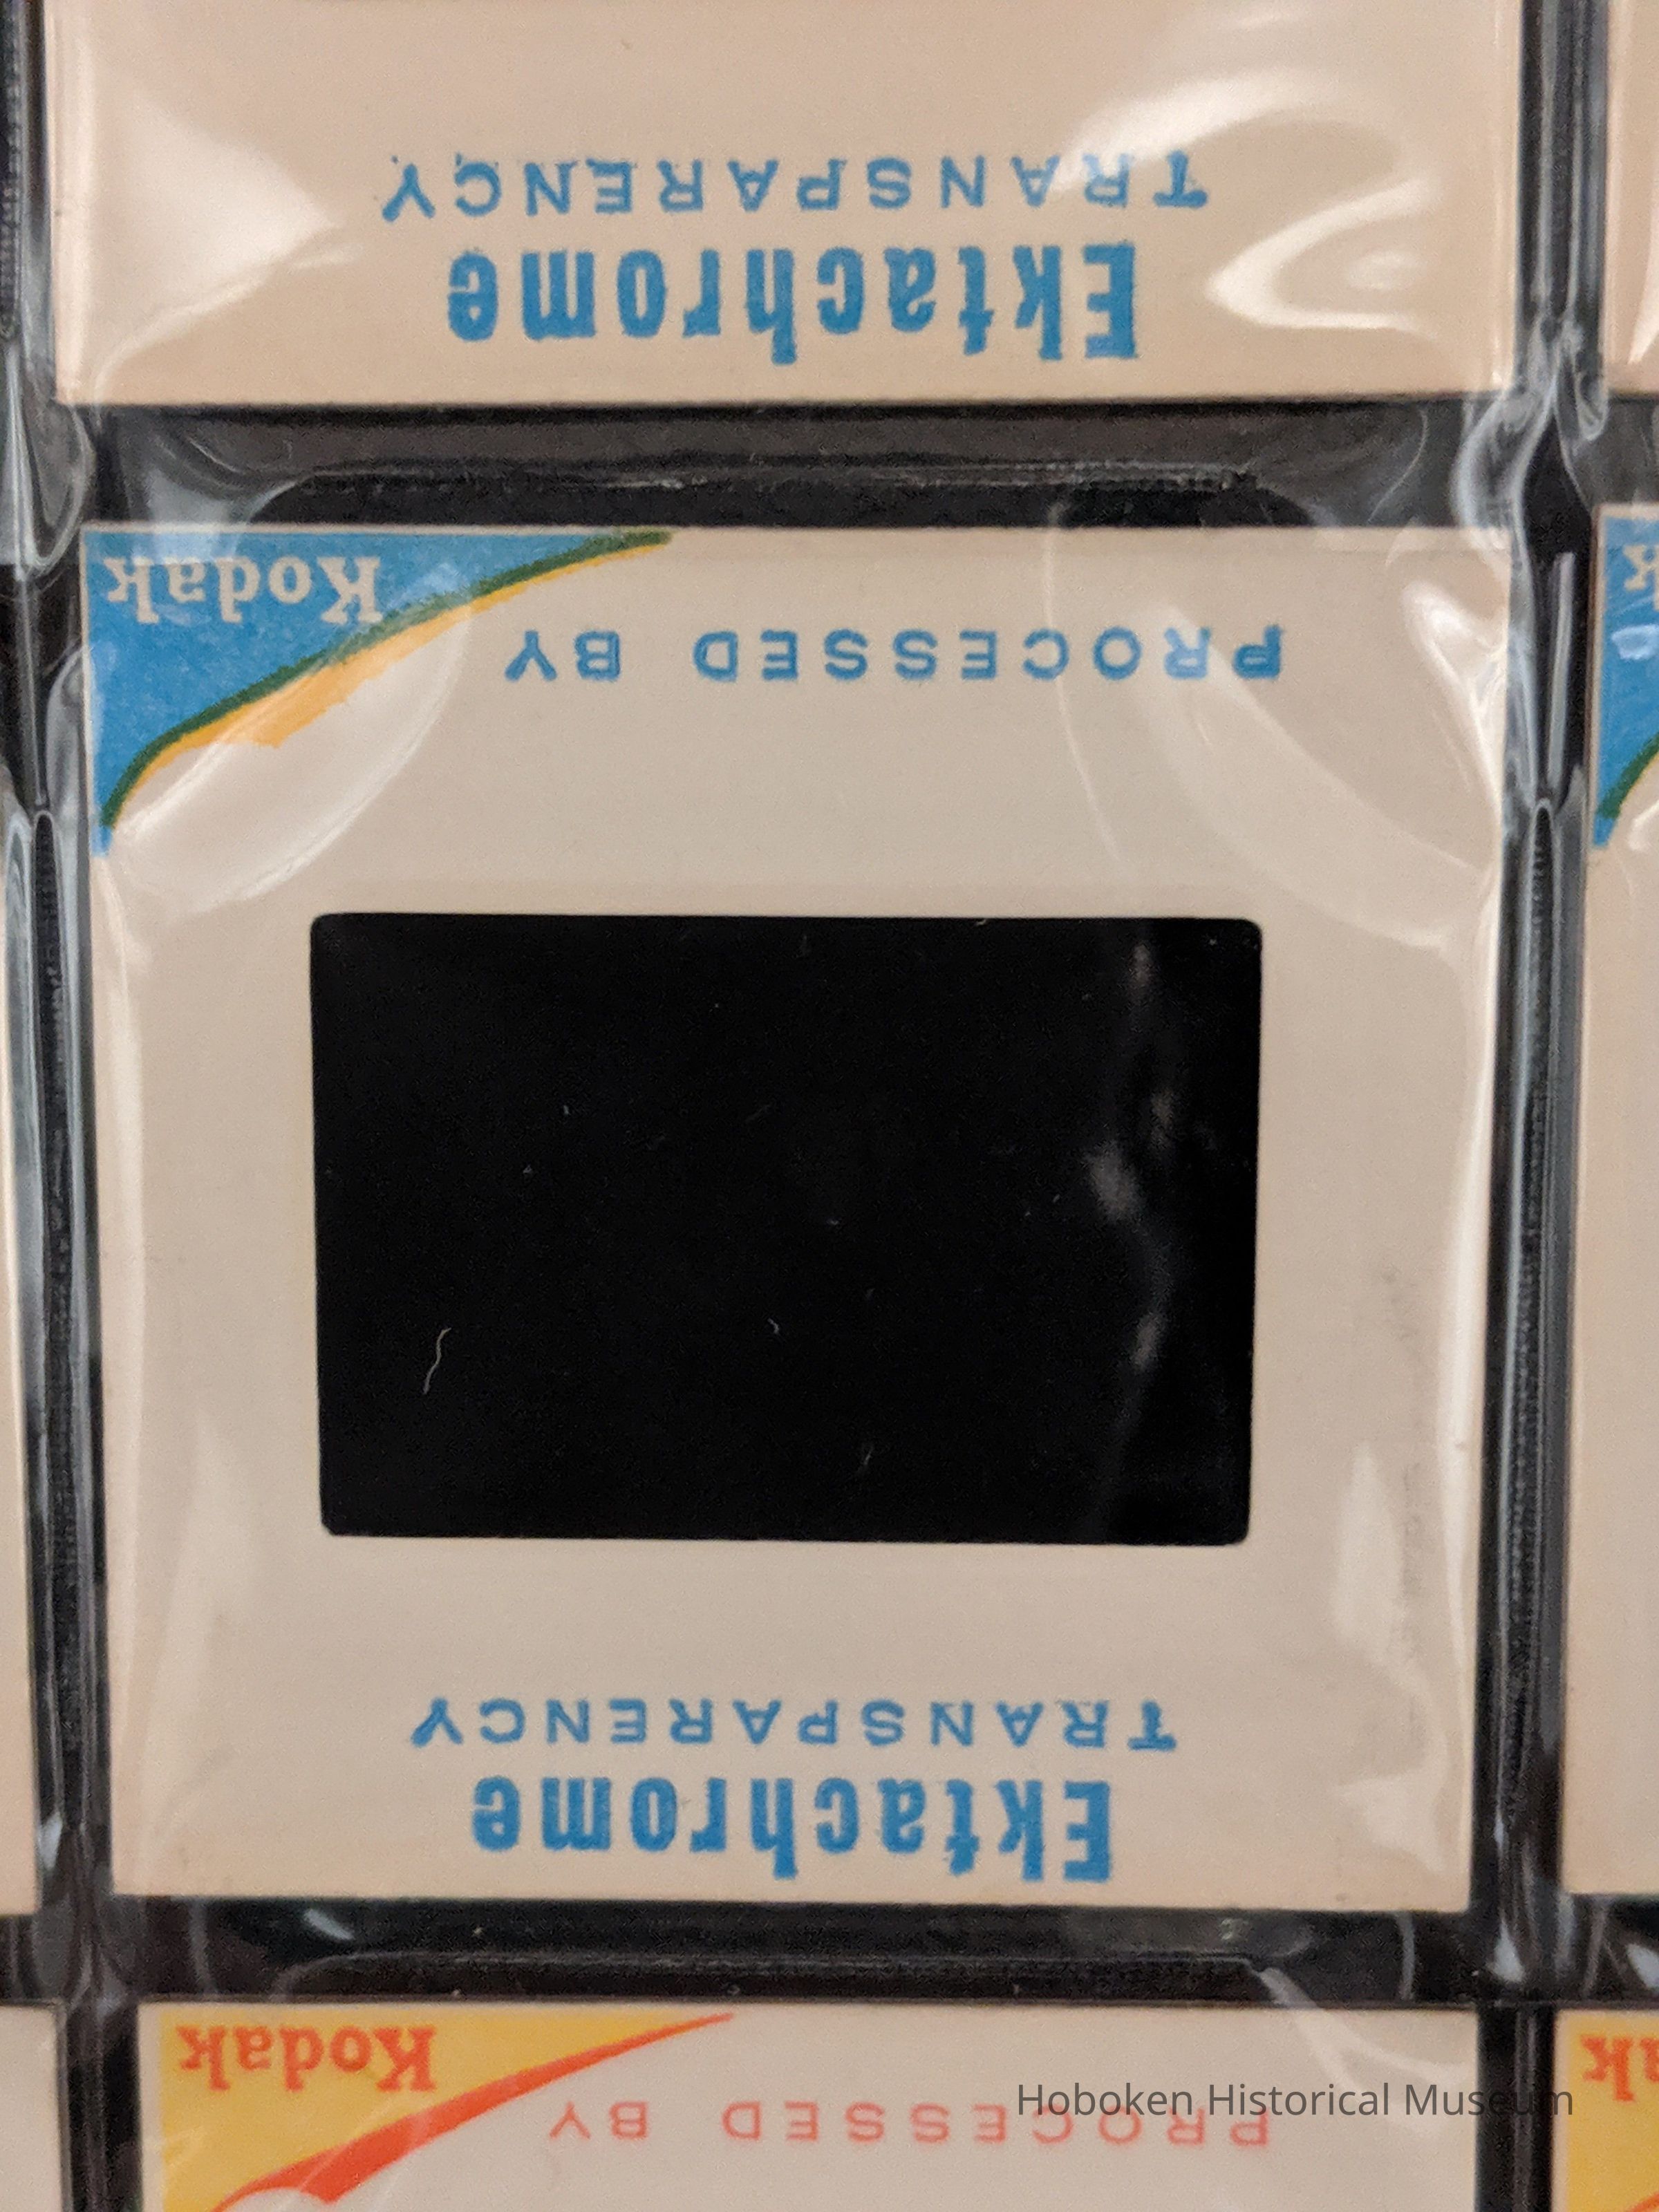 TRANSPARENCY
Ektachrome
Kodak
PROCESSED BY
TRANSPARENCY
Ektachrome
Kodak
PROCESSED BY
Hoboken Historical Museum